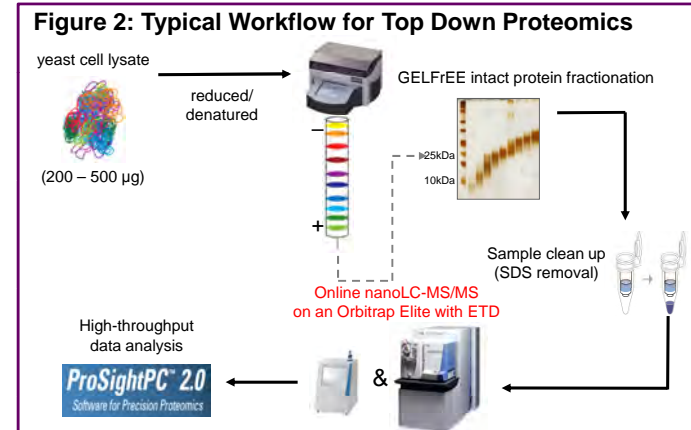 Figure 2: Typical Workflow for Top Down Proteomics
yeast cell lysate
(200 – 500 µg)
reduced/
denatured
–
+
GELFrEE intact protein fractionation
25kDa
10kDa
Sample clean up
(SDS removal)
Online nanoLC-MS/MS
on an Orbitrap Elite with ETD
&
High-throughput
data analysis
ProSightPC™ 2.0
Software for Precision Proteomics